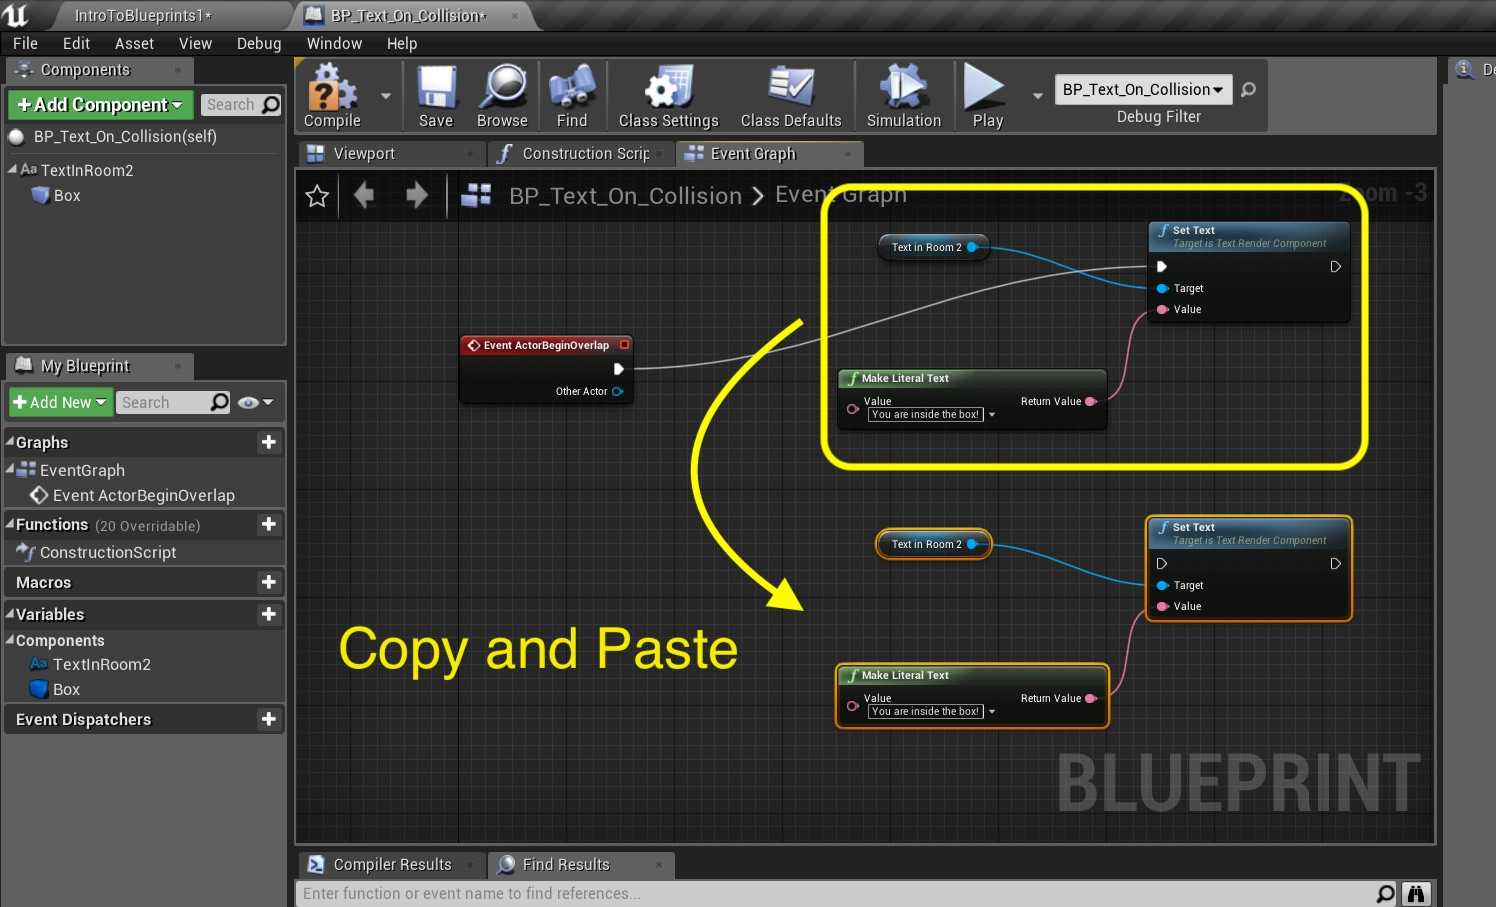 IntroToBlueprints1*
BP_Text_On_Collision*
File Edit Asset View Debug Window Help
Components
+Add Component
Search
BP_Text_On_Collision(self)
Aa TextInRoom2
Box
My Blueprint
+ Add New
Search
Graphs
EventGraph
Event ActorBeginOverlap
Functions (20 Overridable)
ConstructionScript
Macros
Variables
Components
Aa TextInRoom2
Box
Event Dispatchers
Compile
Save
Browse
Find
Class Settings
Class Defaults
Simulation
Play
BP_Text_On_Collision
Debug Filter
De
Viewport
Construction Scrip
Event Graph
BP_Text_On_Collision > Event Graph
Zoom -3
Text in Room 2
f Set Text
Target is Text Render Component
Target
Value
Event ActorBeginOverlap
Other Actor
f Make Literal Text
Value
Return Value
You are inside the box!
Copy and Paste
Text in Room 2
f Set Text
Target is Text Render Component
Target
Value
f Make Literal Text
Value
Return Value
You are inside the box!
BLUEPRINT
Compiler Results
Find Results
Enter function or event name to find references...